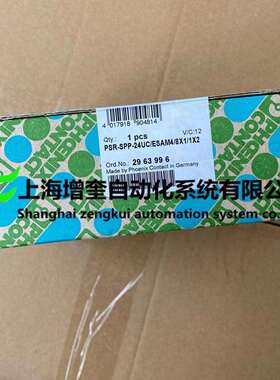 4 017918 904814
Qty.: 1 pcs
V/C:12
PSR-SPP-24UC/ESAM4/8X1/1X2
Ord.No.: 29 63 99 6
Made by Phoenix Contact in Germany
上海增奎自动化系统有限公司
Shanghai zengkui automation system co,ltd